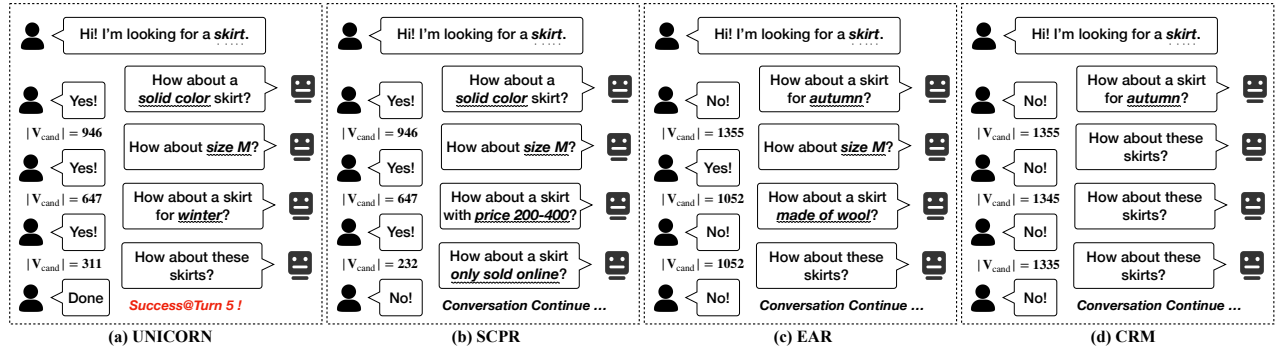 Hi! I'm looking for a skirt.
How about a
solid color skirt?
Yes!
|Vcand| = 946
How about size M?
Yes!
|Vcand| = 647
How about a skirt
for winter?
Yes!
|Vcand| = 311
How about these
skirts?
Done
Success@Turn 5 !
(a) UNICORN
Hi! I'm looking for a skirt.
How about a
solid color skirt?
Yes!
|Vcand| = 946
How about size M?
Yes!
|Vcand| = 647
How about a skirt
with price 200-400?
Yes!
|Vcand| = 232
How about a skirt
only sold online?
No!
Conversation Continue ...
(b) SCPR
Hi! I'm looking for a skirt.
How about a skirt
for autumn?
No!
|Vcand| = 1355
How about size M?
Yes!
|Vcand| = 1052
How about a skirt
made of wool?
No!
|Vcand| = 1052
How about these
skirts?
No!
Conversation Continue ...
(c) EAR
Hi! I'm looking for a skirt.
How about a skirt
for autumn?
No!
|Vcand| = 1355
How about these
skirts?
No!
|Vcand| = 1345
How about these
skirts?
No!
|Vcand| = 1335
How about these
skirts?
No!
Conversation Continue ...
(d) CRM